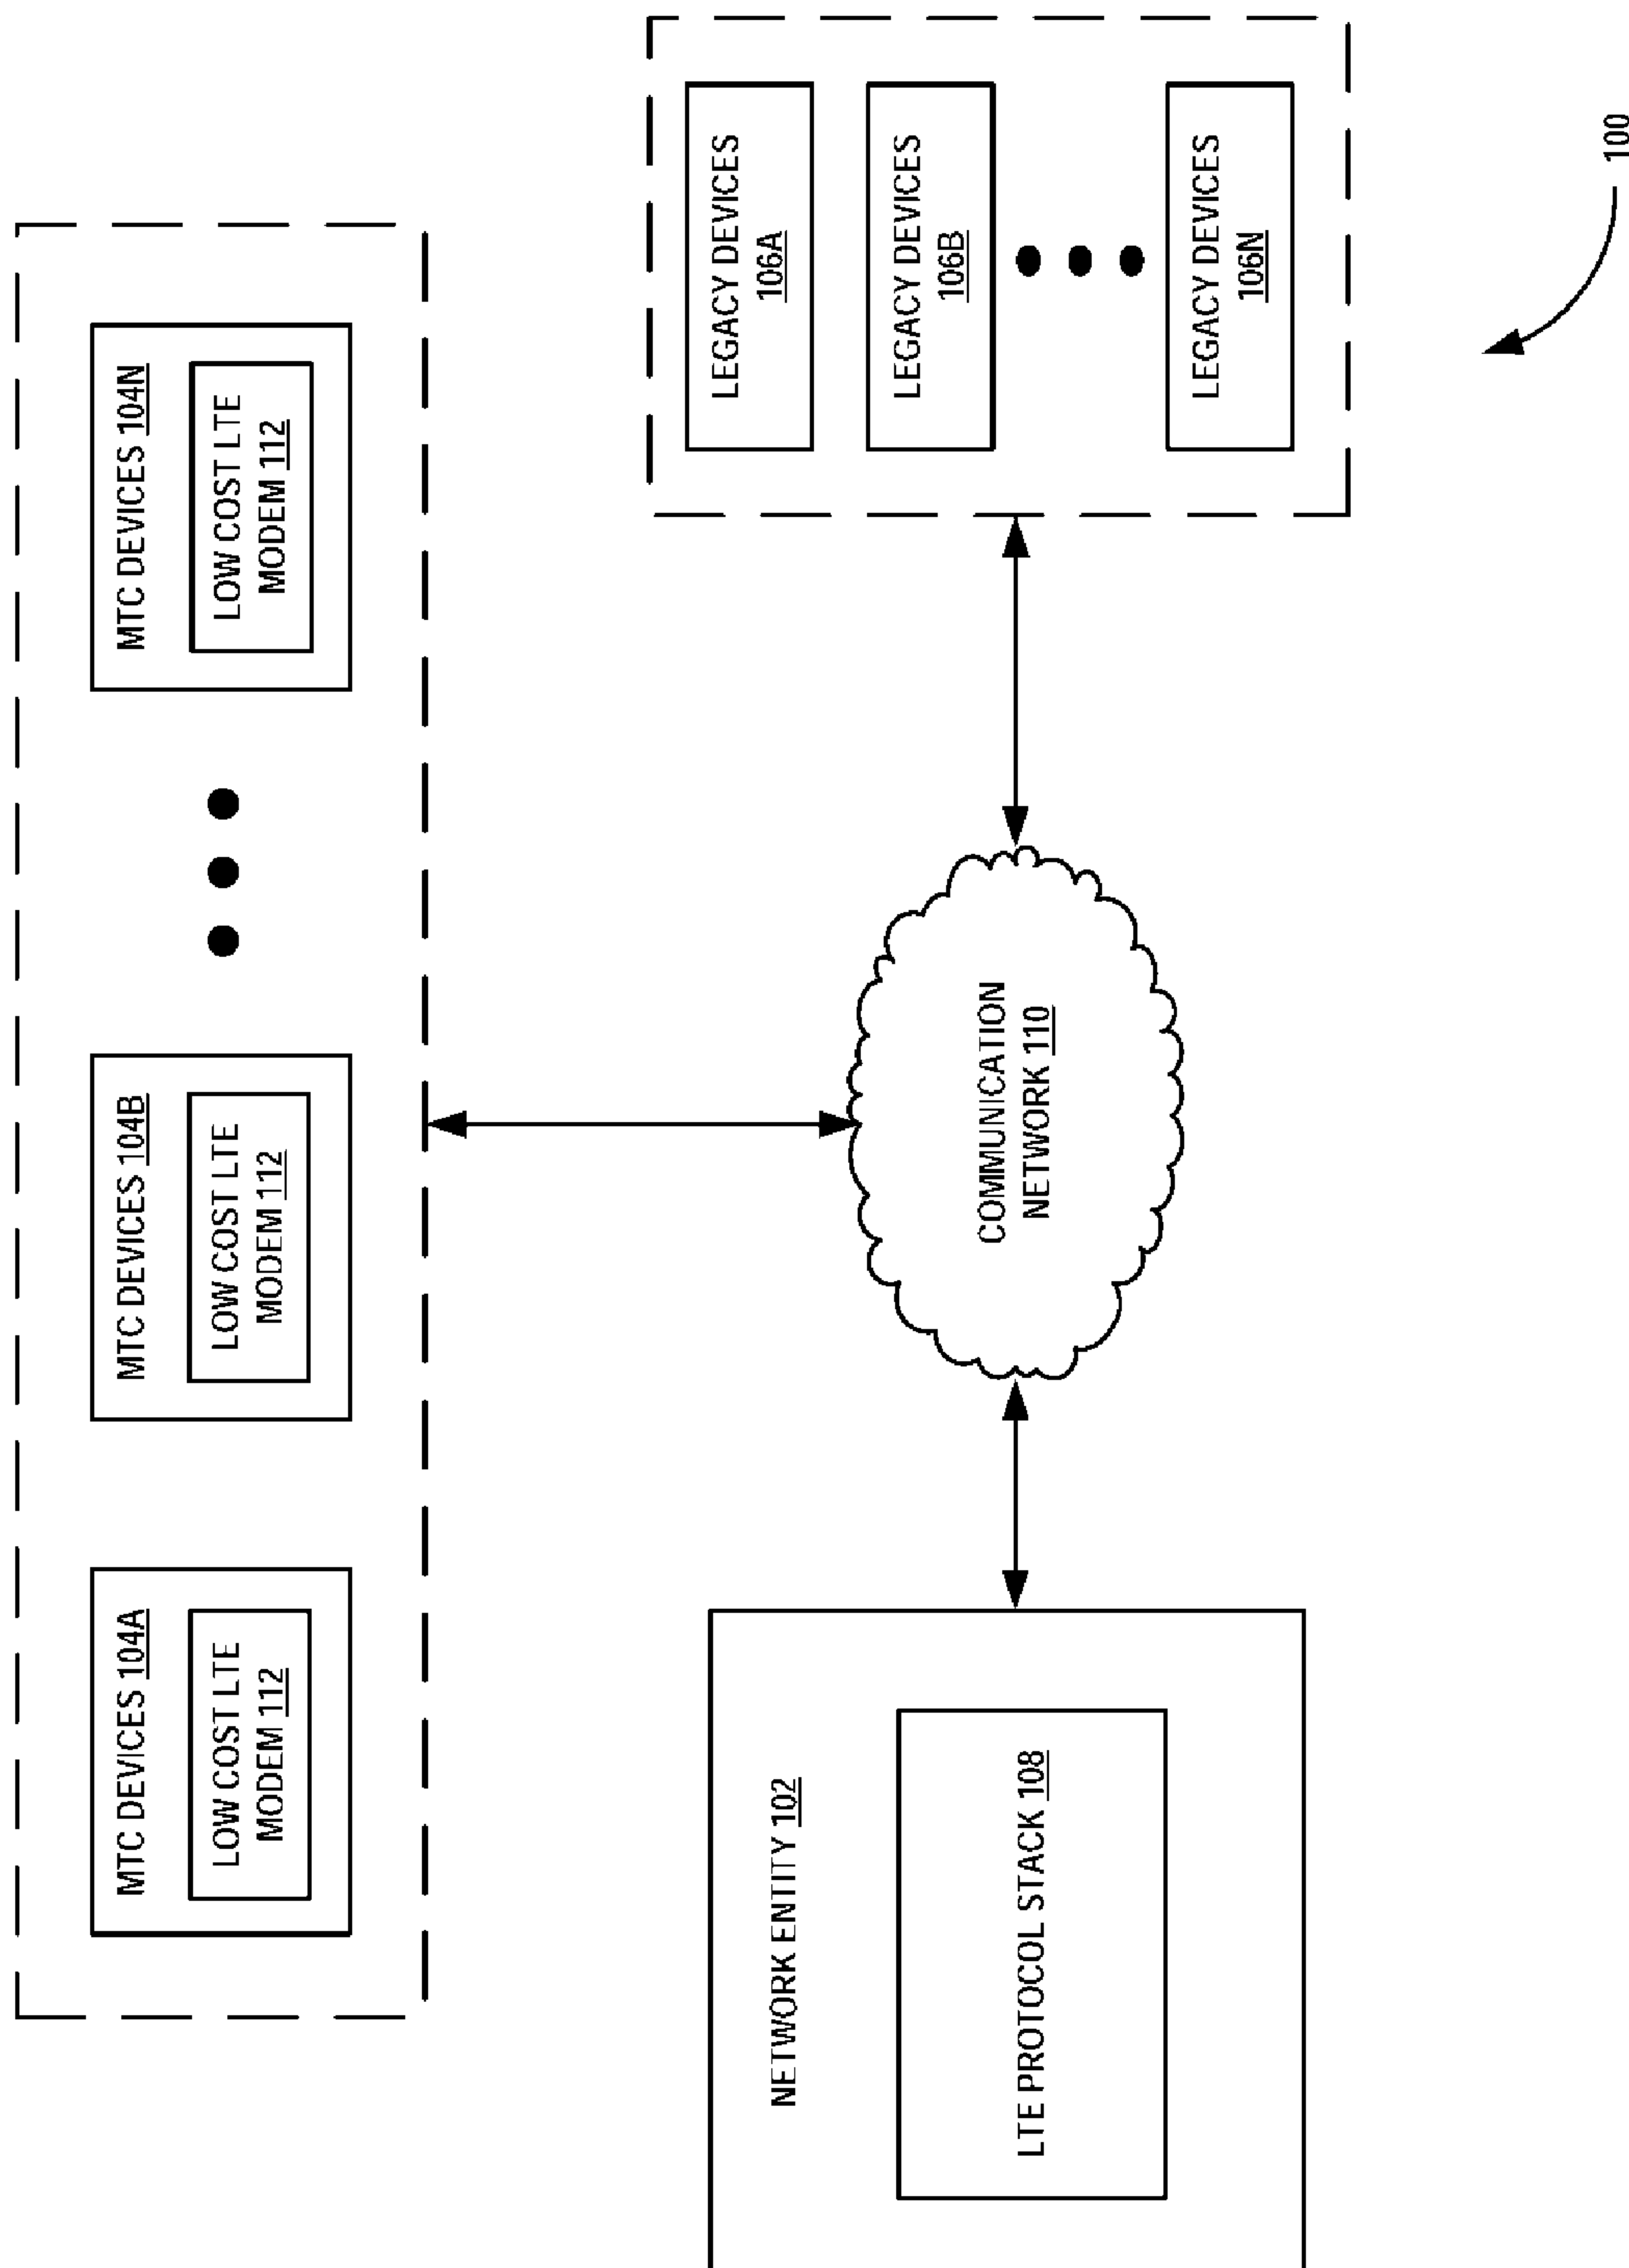 MTC DEVICES 104A
LOW COST LTE
MODEM 112
MTC DEVICES 104B
LOW COST LTE
MODEM 112
MTC DEVICES 104N
LOW COST LTE
MODEM 112
NETWORK ENTITY 102
LTE PROTOCOL STACK 108
COMMUNICATION
NETWORK 110
LEGACY DEVICES
106A
LEGACY DEVICES
106B
LEGACY DEVICES
106N
100